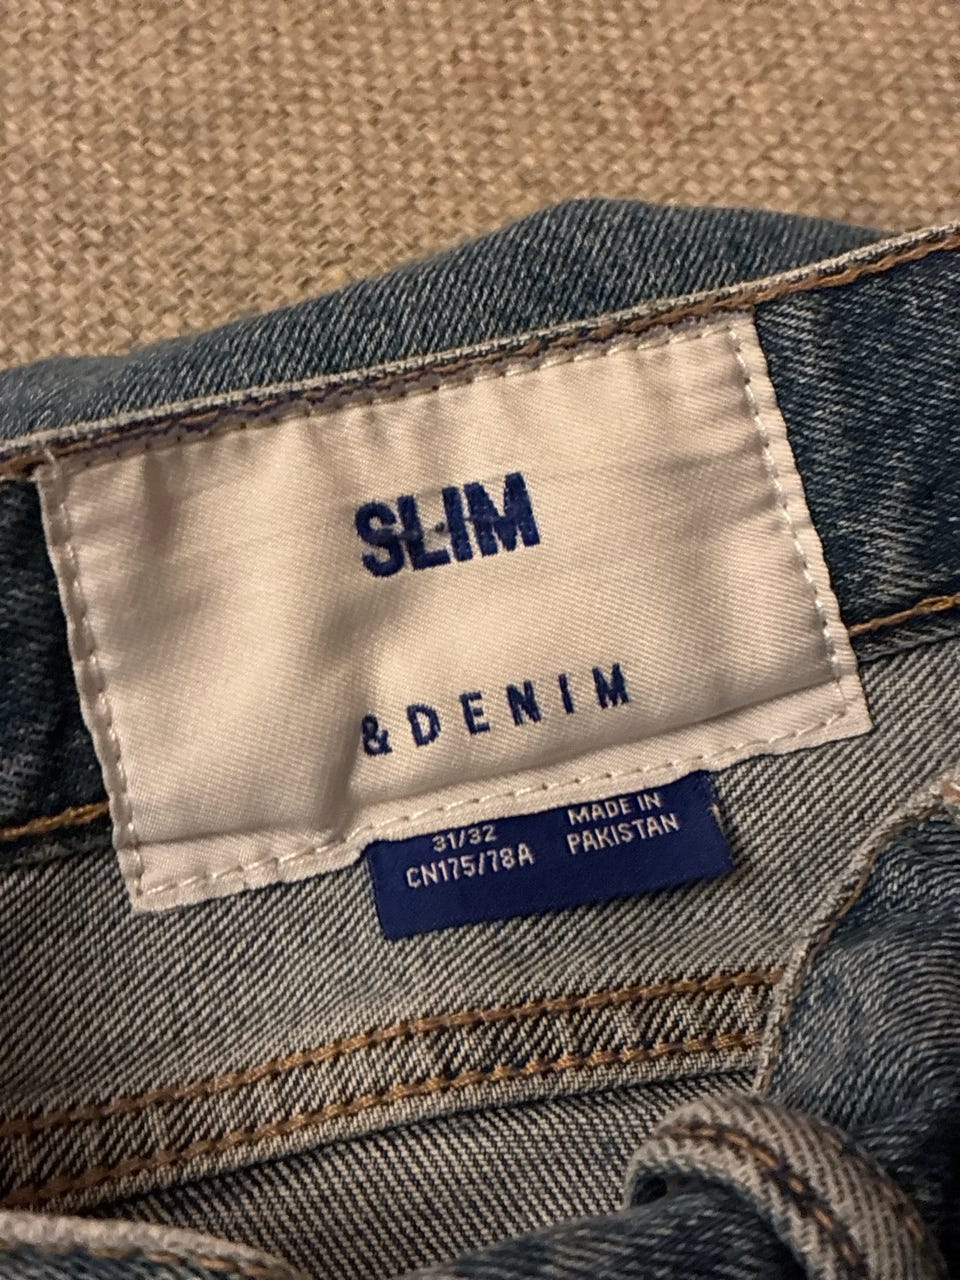 SLIM
& DENIM
31/32
CN175/78A
MADE IN
PAKISTAN